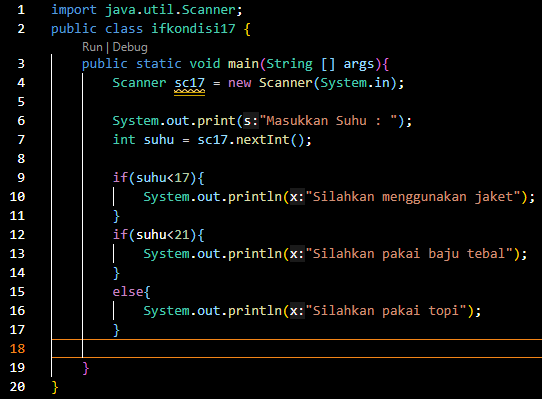 1 import java.util.Scanner;
2 public class ifkondisi17 {
Run | Debug
3 public static void main(String [] args){
4 Scanner sc17 = new Scanner(System.in);
5
6 System.out.print(s:"Masukkan Suhu : ");
7 int suhu = sc17.nextInt();
8
9 if(suhu<17){
10 System.out.println(x:"Silahkan menggunakan jaket");
11 }
12 if(suhu<21){
13 System.out.println(x:"Silahkan pakai baju tebal");
14 }
15 else{
16 System.out.println(x:"Silahkan pakai topi");
17 }
18
19 }
20 }